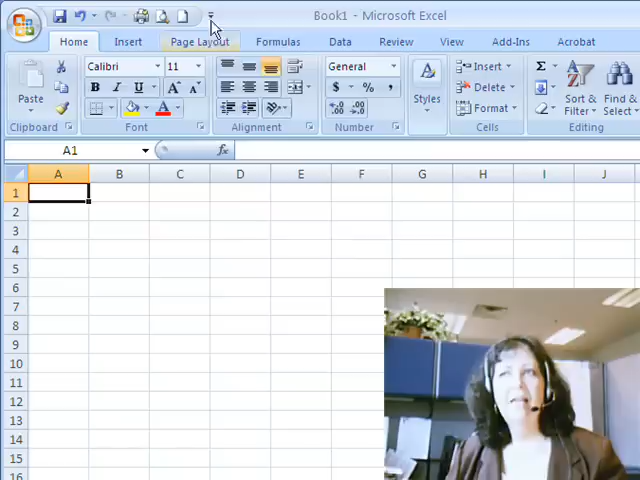 Book1 - Microsoft Excel
Home Insert Page Layout Formulas Data Review View Add-Ins Acrobat
Calibri 11 General Insert Σ
Paste B I U $ % , Styles Delete Sort & Find &
A Format Filter Select
Clipboard Font Alignment Number Cells Editing
A1 fx
A B C D E F G H I J
1
2
3
4
5
6
7
8
9
10
11
12
13
14
15
16